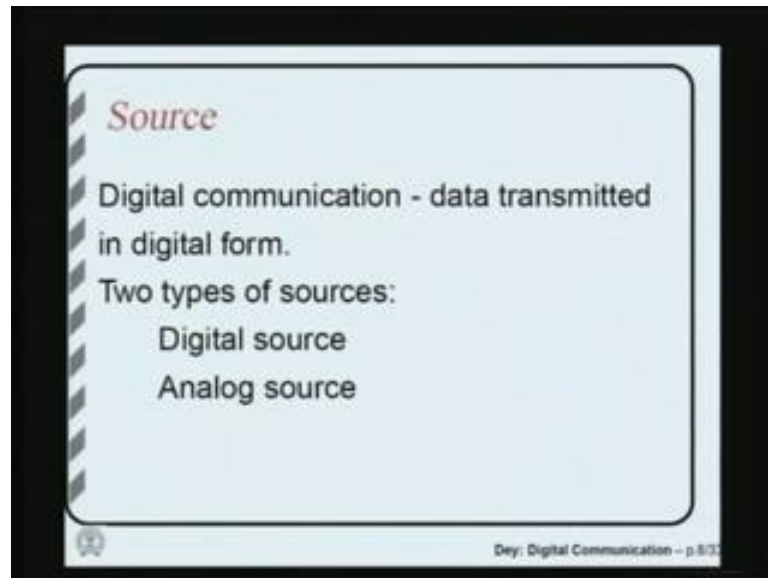 Source
Digital communication - data transmitted
in digital form.
Two types of sources:
Digital source
Analog source
Dey: Digital Communication –